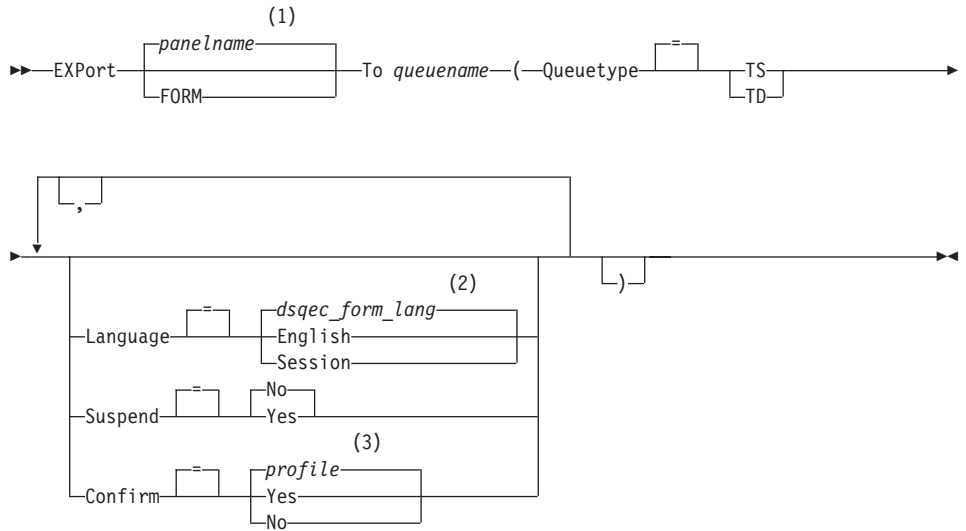 (1)
panelname
EXPort To queuename ( Queuetype = TS
FORM TD
,
(2)
dsqec_form_lang
Language = English
Session
No
Suspend = Yes
(3)
profile
Confirm = Yes
No
)